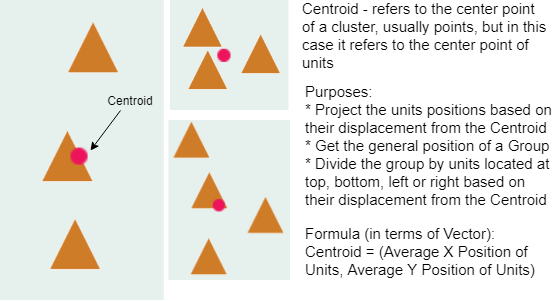 Centroid
Centroid - refers to the center point
of a cluster, usually points, but in this
case it refers to the center point of
units
Purposes:
* Project the units positions based on
their displacement from the Centroid
* Get the general position of a Group
* Divide the group by units located at
top, bottom, left or right based on
their displacement from the Centroid
Formula (in terms of Vector):
Centroid = (Average X Position of
Units, Average Y Position of Units)